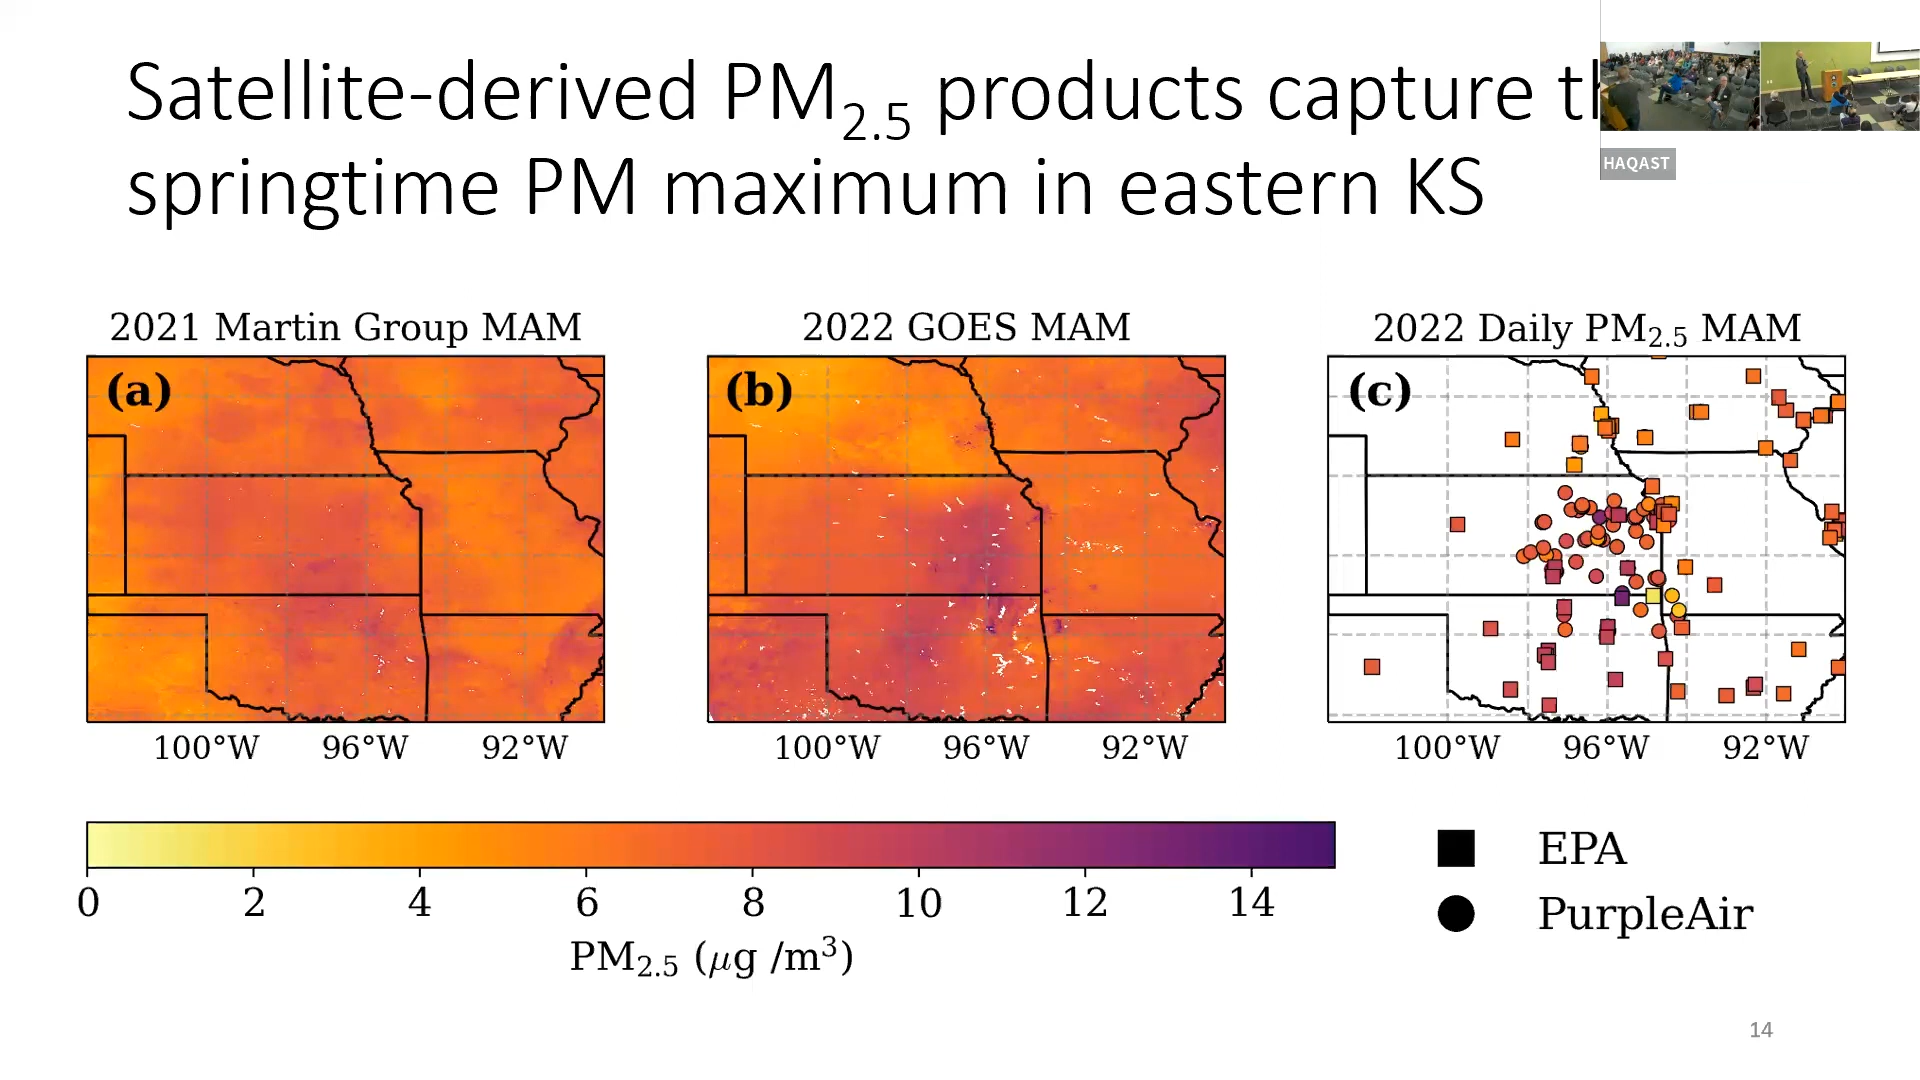 Satellite-derived PM2.5 products capture
springtime PM maximum in eastern KS
HAQAST
2021 Martin Group MAM
2022 GOES MAM
2022 Daily PM2.5 MAM
(a)
(b)
(c)
100°W 96°W 92°W
100°W 96°W 92°W
100°W 96°W 92°W
0 2 4 6 8 10 12 14
PM2.5 (μg /m³)
EPA
PurpleAir
14